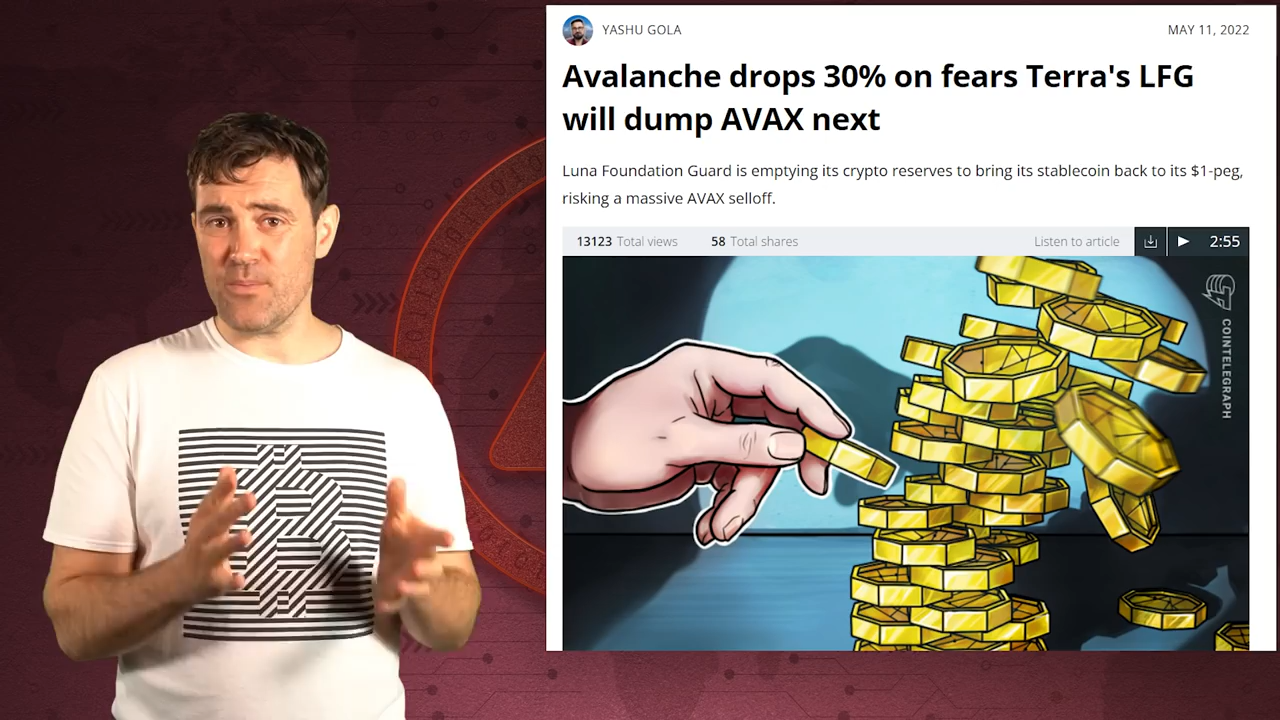 YASHU GOLA
MAY 11, 2022
Avalanche drops 30% on fears Terra's LFG
will dump AVAX next
Luna Foundation Guard is emptying its crypto reserves to bring its stablecoin back to its $1-peg,
risking a massive AVAX selloff.
13123 Total views 58 Total shares Listen to article 2:55
COINTELEGRAPH